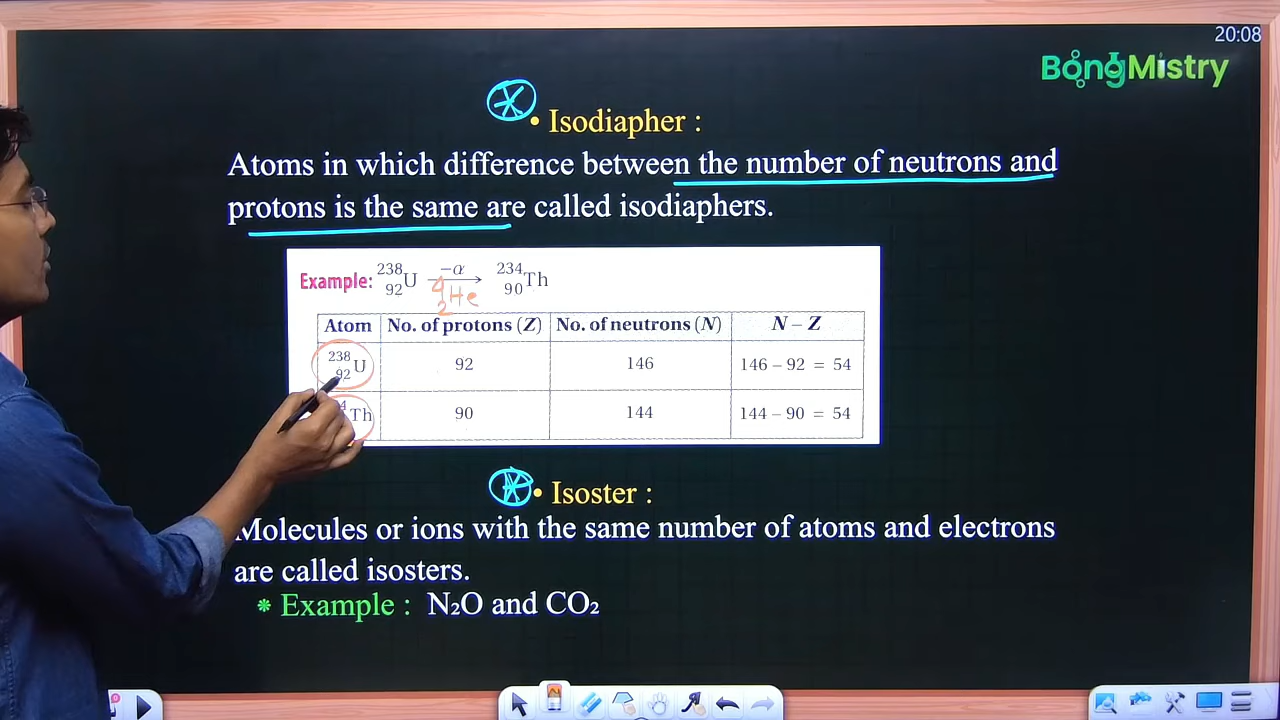 20:08
BongMistry
• Isodiapher :
Atoms in which difference between the number of neutrons and
protons is the same are called isodiaphers.
Example: ²³⁸₉₂U —−α→ ²³⁴₉₀Th
⁴₂He
Atom No. of protons (Z) No. of neutrons (N) N – Z
²³⁸₉₂U 92 146 146 – 92 = 54
Th 90 144 144 – 90 = 54
• Isoster :
Molecules or ions with the same number of atoms and electrons
are called isosters.
* Example : N₂O and CO₂